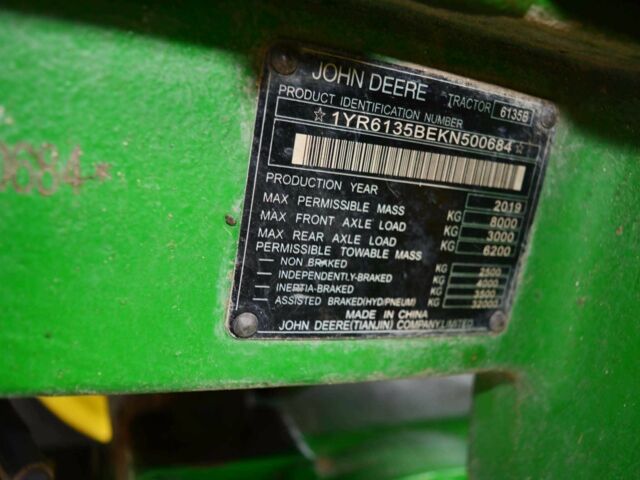 JOHN DEERE
TRACTOR 6135B
PRODUCT IDENTIFICATION NUMBER
☆1YR6135BEKN500684☆
PRODUCTION YEAR 2019
MAX PERMISSIBLE MASS KG 8000
MAX FRONT AXLE LOAD KG 3000
MAX REAR AXLE LOAD KG 6200
PERMISSIBLE TOWABLE MASS
NON BRAKED KG 2500
INDEPENDENTLY-BRAKED KG 4000
INERTIA-BRAKED KG
ASSISTED BRAKED(HYD/PNEUM) KG
MADE IN CHINA
JOHN DEERE(TIANJIN) COMPANY,LIMITED
0684*